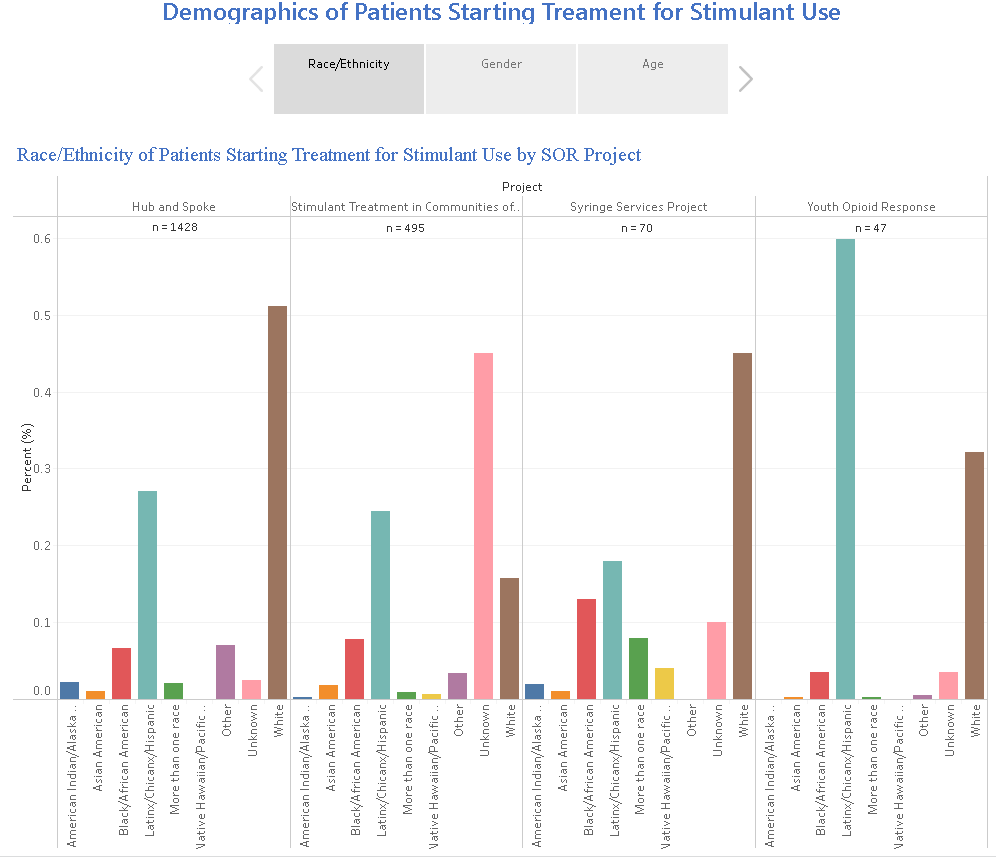 Demographics of Patients Starting Treament for Stimulant Use
Race/Ethnicity
Gender
Age
Race/Ethnicity of Patients Starting Treatment for Stimulant Use by SOR Project
Project
Hub and Spoke
Stimulant Treatment in Communities of..
Syringe Services Project
Youth Opioid Response
n = 1428
n = 495
n = 70
n = 47
Percent (%)
0.6
0.5
0.4
0.3
0.2
0.1
0.0
American Indian/Alaska ..
Asian American
Black/African American
Latinx/Chicanx/Hispanic
More than one race
Native Hawaiian/Pacific ..
Other
Unknown
White
American Indian/Alaska ..
Asian American
Black/African American
Latinx/Chicanx/Hispanic
More than one race
Native Hawaiian/Pacific ..
Other
Unknown
White
American Indian/Alaska ..
Asian American
Black/African American
Latinx/Chicanx/Hispanic
More than one race
Native Hawaiian/Pacific ..
Other
Unknown
White
American Indian/Alaska ..
Asian American
Black/African American
Latinx/Chicanx/Hispanic
More than one race
Native Hawaiian/Pacific ..
Other
Unknown
White